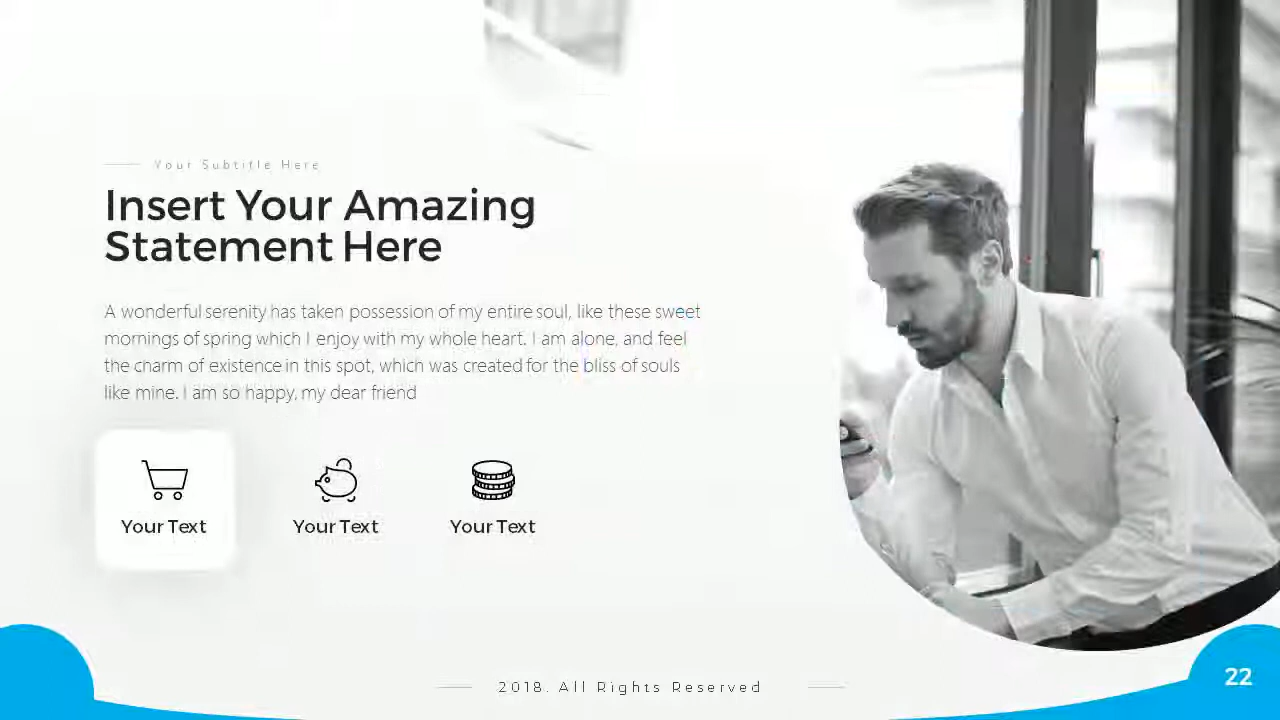 Your Subtitle Here
Insert Your Amazing
Statement Here
A wonderful serenity has taken possession of my entire soul, like these sweet
mornings of spring which I enjoy with my whole heart. I am alone, and feel
the charm of existence in this spot, which was created for the bliss of souls
like mine. I am so happy, my dear friend
Your Text
Your Text
Your Text
All Rights Reserved
22